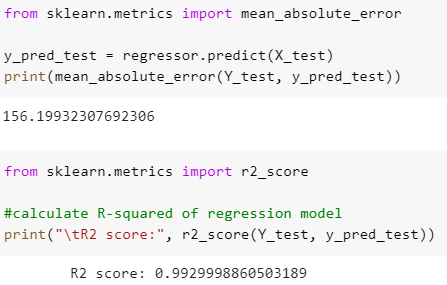 from sklearn.metrics import mean_absolute_error
y_pred_test = regressor.predict(X_test)
print(mean_absolute_error(Y_test, y_pred_test))
156.19932307692306
from sklearn.metrics import r2_score
#calculate R-squared of regression model
print("\tR2 score:", r2_score(Y_test, y_pred_test))
R2 score: 0.9929998860503189